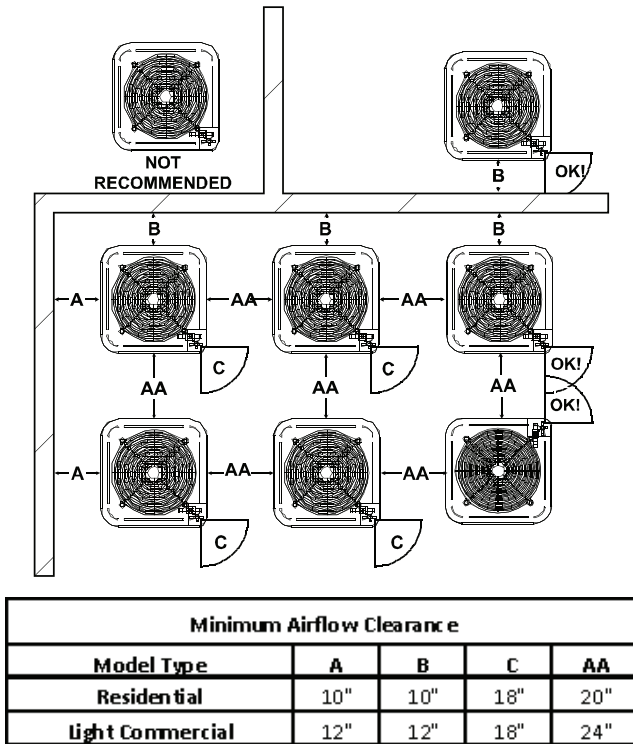 NOT
RECOMMENDED
B
OK!
B
B
B
A
AA
AA
C
C
OK!
AA
AA
AA
OK!
A
AA
AA
C
C
Minimum Airflow Clearance
Model Type A B C AA
Residential 10" 10" 18" 20"
Light Commercial 12" 12" 18" 24"